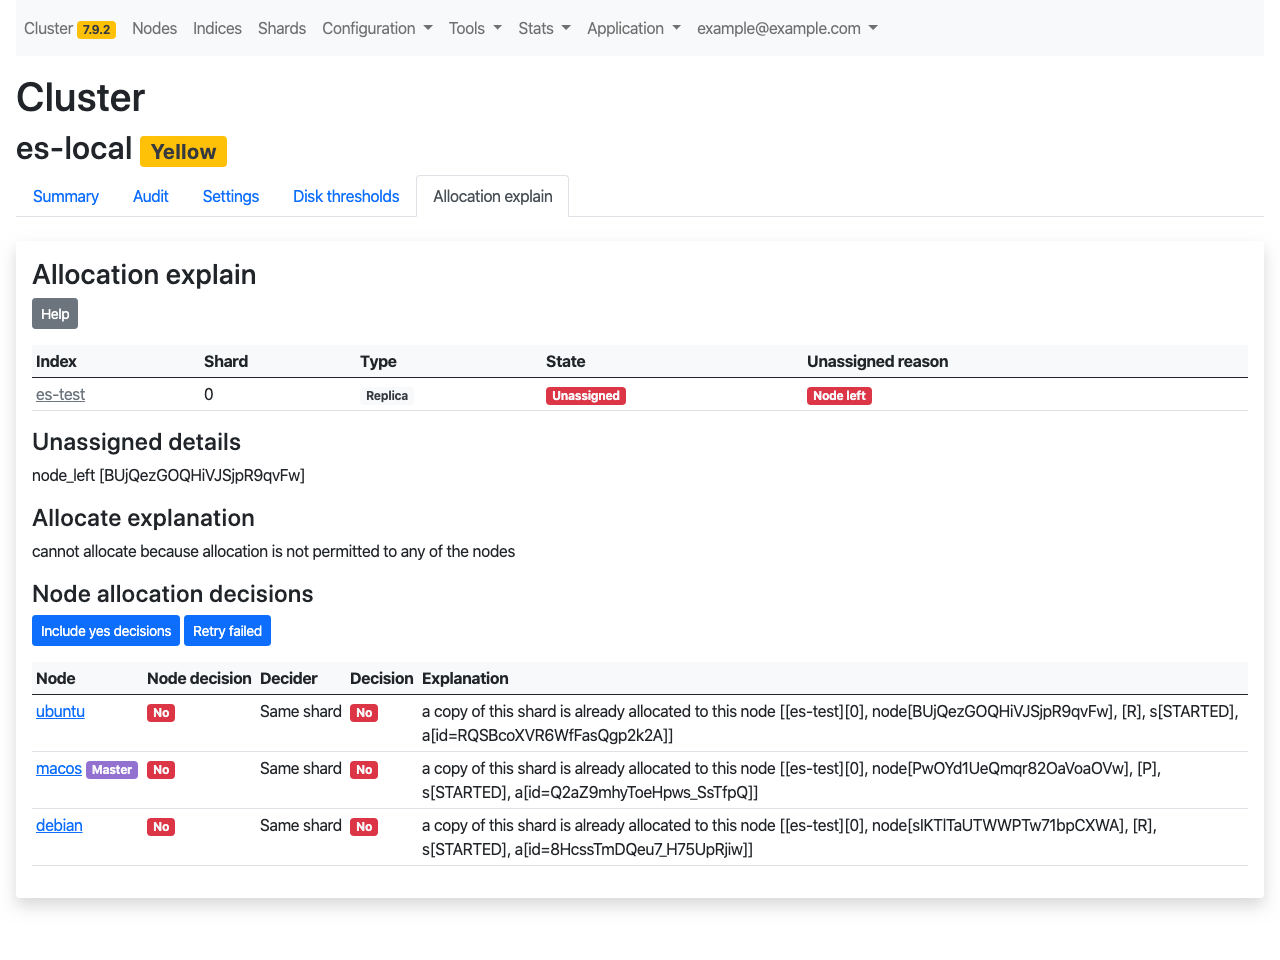 Cluster 7.9.2 Nodes Indices Shards Configuration Tools Stats Application example@example.com
Cluster
es-local Yellow
Summary Audit Settings Disk thresholds Allocation explain
Allocation explain
Help
Index Shard Type State Unassigned reason
es-test 0 Replica Unassigned Node left
Unassigned details
node_left [BUjQezGOQHiVJSjpR9qvFw]
Allocate explanation
cannot allocate because allocation is not permitted to any of the nodes
Node allocation decisions
Include yes decisions Retry failed
Node Node decision Decider Decision Explanation
ubuntu No Same shard No a copy of this shard is already allocated to this node [[es-test][0], node[BUjQezGOQHiVJSjpR9qvFw], [R], s[STARTED],
a[id=RQSBcoXVR6WfFasQgp2k2A]]
macos Master No Same shard No a copy of this shard is already allocated to this node [[es-test][0], node[PwOYd1UeQmqr82OaVoaOVw], [P],
s[STARTED], a[id=Q2aZ9mhyToeHpws_SsTfpQ]]
debian No Same shard No a copy of this shard is already allocated to this node [[es-test][0], node[sIKTlTaUTWWPTw71bpCXWA], [R],
s[STARTED], a[id=8HcssTmDQeu7_H75UpRjiw]]